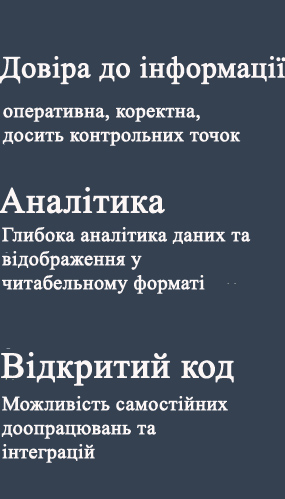 Довіра до інформації
оперативна, коректна,
досить контрольних точок
Аналітика
Глибока аналітика даних та
відображення у
читабельному форматі
Відкритий код
Можливість самостійних
доопрацювань та
інтеграцій